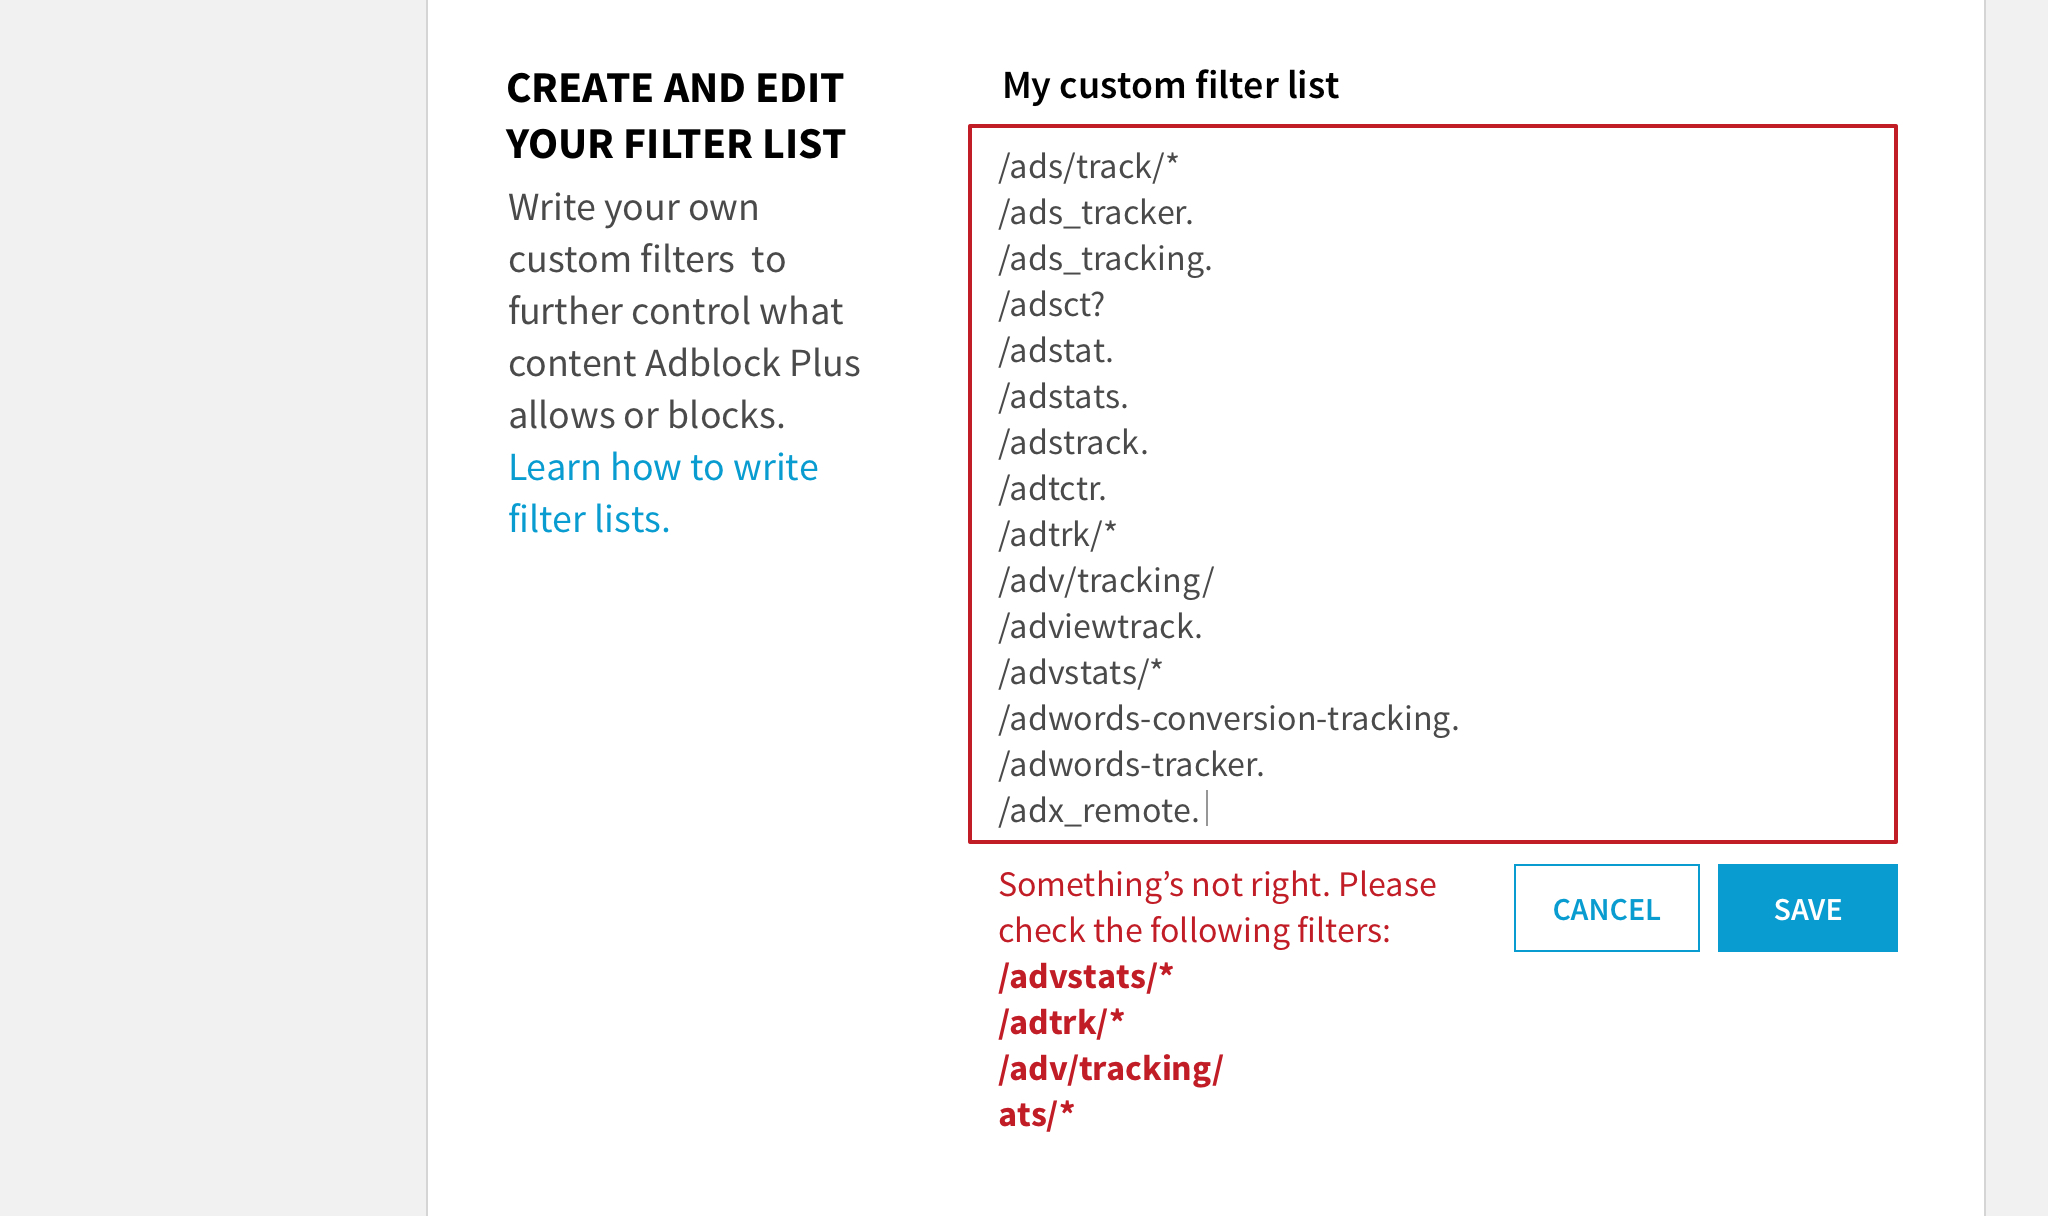 CREATE AND EDIT
YOUR FILTER LIST
Write your own
custom filters  to
further control what
content Adblock Plus
allows or blocks.
Learn how to write
filter lists.
My custom filter list
/ads/track/*
/ads_tracker.
/ads_tracking.
/adsct?
/adstat.
/adstats.
/adstrack.
/adtctr.
/adtrk/*
/adv/tracking/
/adviewtrack.
/advstats/*
/adwords-conversion-tracking.
/adwords-tracker.
/adx_remote.
Something’s not right. Please
check the following filters:
/advstats/*
/adtrk/*
/adv/tracking/
ats/*
CANCEL
SAVE